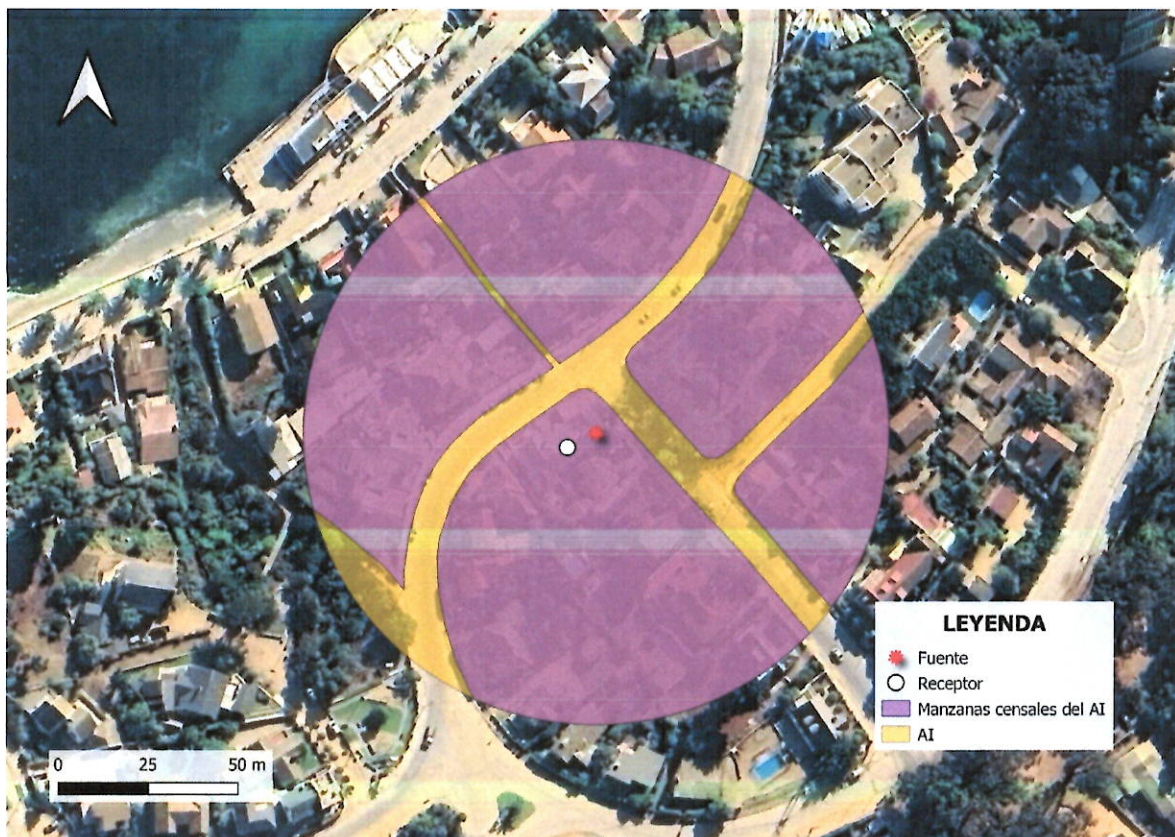 0 25 50 m
LEYENDA
Fuente
Receptor
Manzanas censales del AI
AI